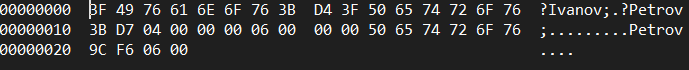 00000000 3F 49 76 61 6E 6F 76 3B D4 3F 50 65 74 72 6F 76 ?Ivanov;.?Petrov
00000010 3B D7 04 00 00 00 06 00 00 00 50 65 74 72 6F 76 ;.........Petrov
00000020 9C F6 06 00 ....